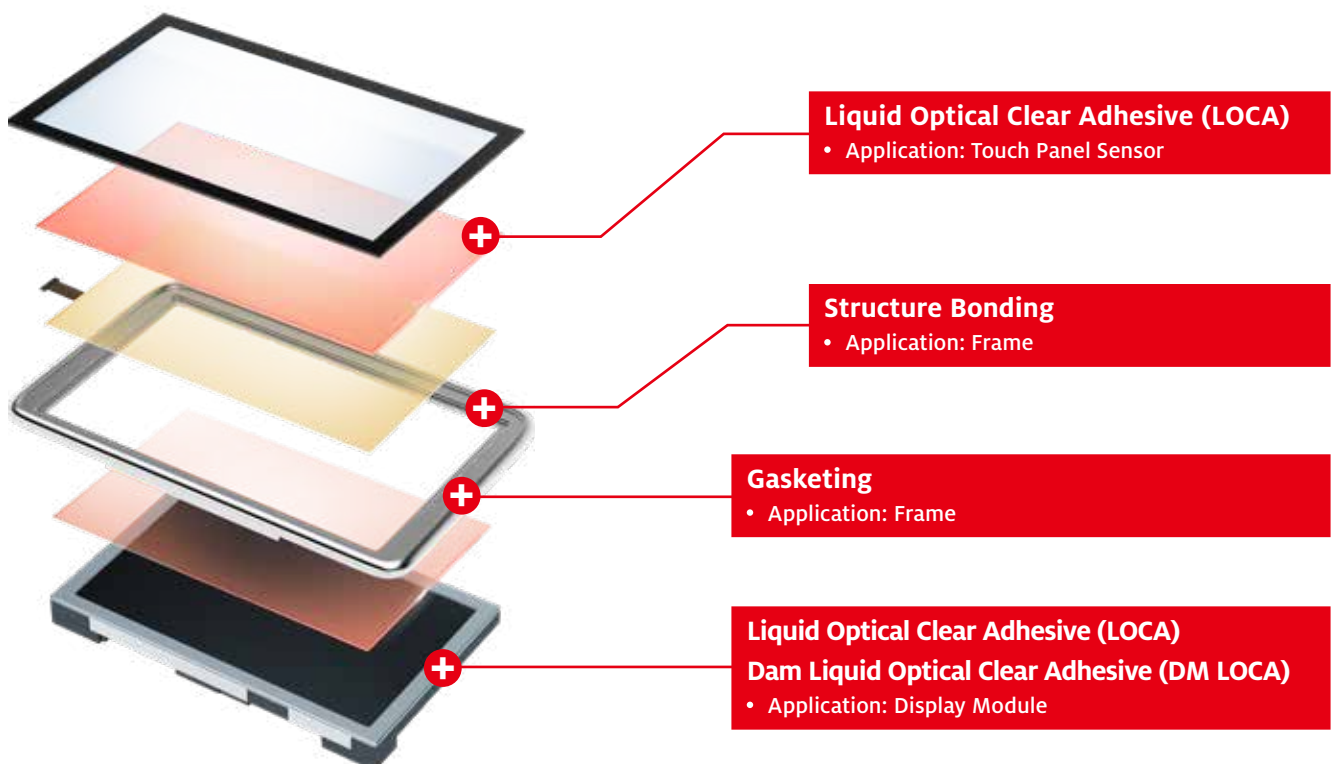 Liquid Optical Clear Adhesive (LOCA)
• Application: Touch Panel Sensor
Structure Bonding
• Application: Frame
Gasketing
• Application: Frame
Liquid Optical Clear Adhesive (LOCA)
Dam Liquid Optical Clear Adhesive (DM LOCA)
• Application: Display Module